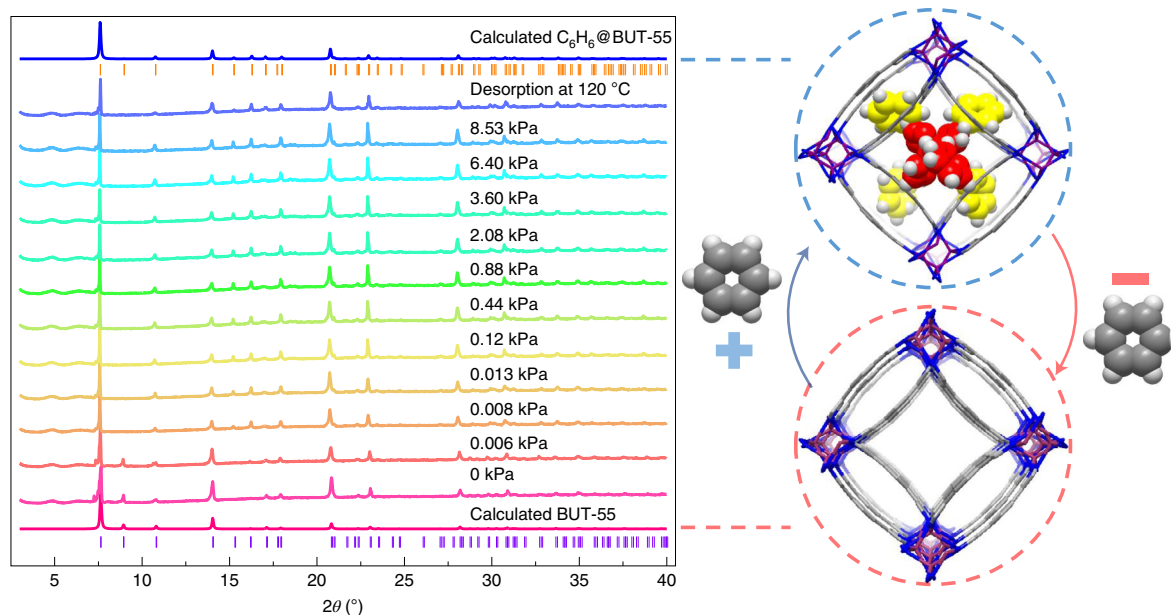 Calculated C₆H₆@BUT-55
Desorption at 120 °C
8.53 kPa
6.40 kPa
3.60 kPa
2.08 kPa
0.88 kPa
0.44 kPa
0.12 kPa
0.013 kPa
0.008 kPa
0.006 kPa
0 kPa
Calculated BUT-55
5 10 15 20 25 30 35 40
2θ (°)